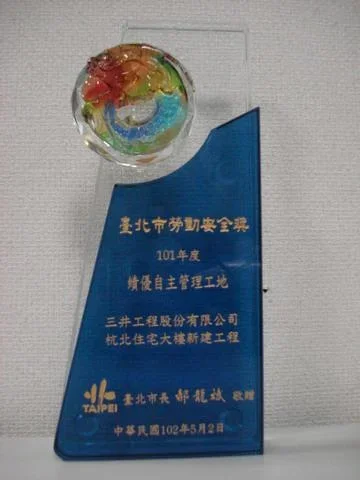 臺北市勞動安全獎
101年度
績優自主管理工地
三井工程股份有限公司
杭北住宅大樓新建工程
北
TAIPEI
臺北市長 郝龍斌 敬贈
中華民國102年5月2日